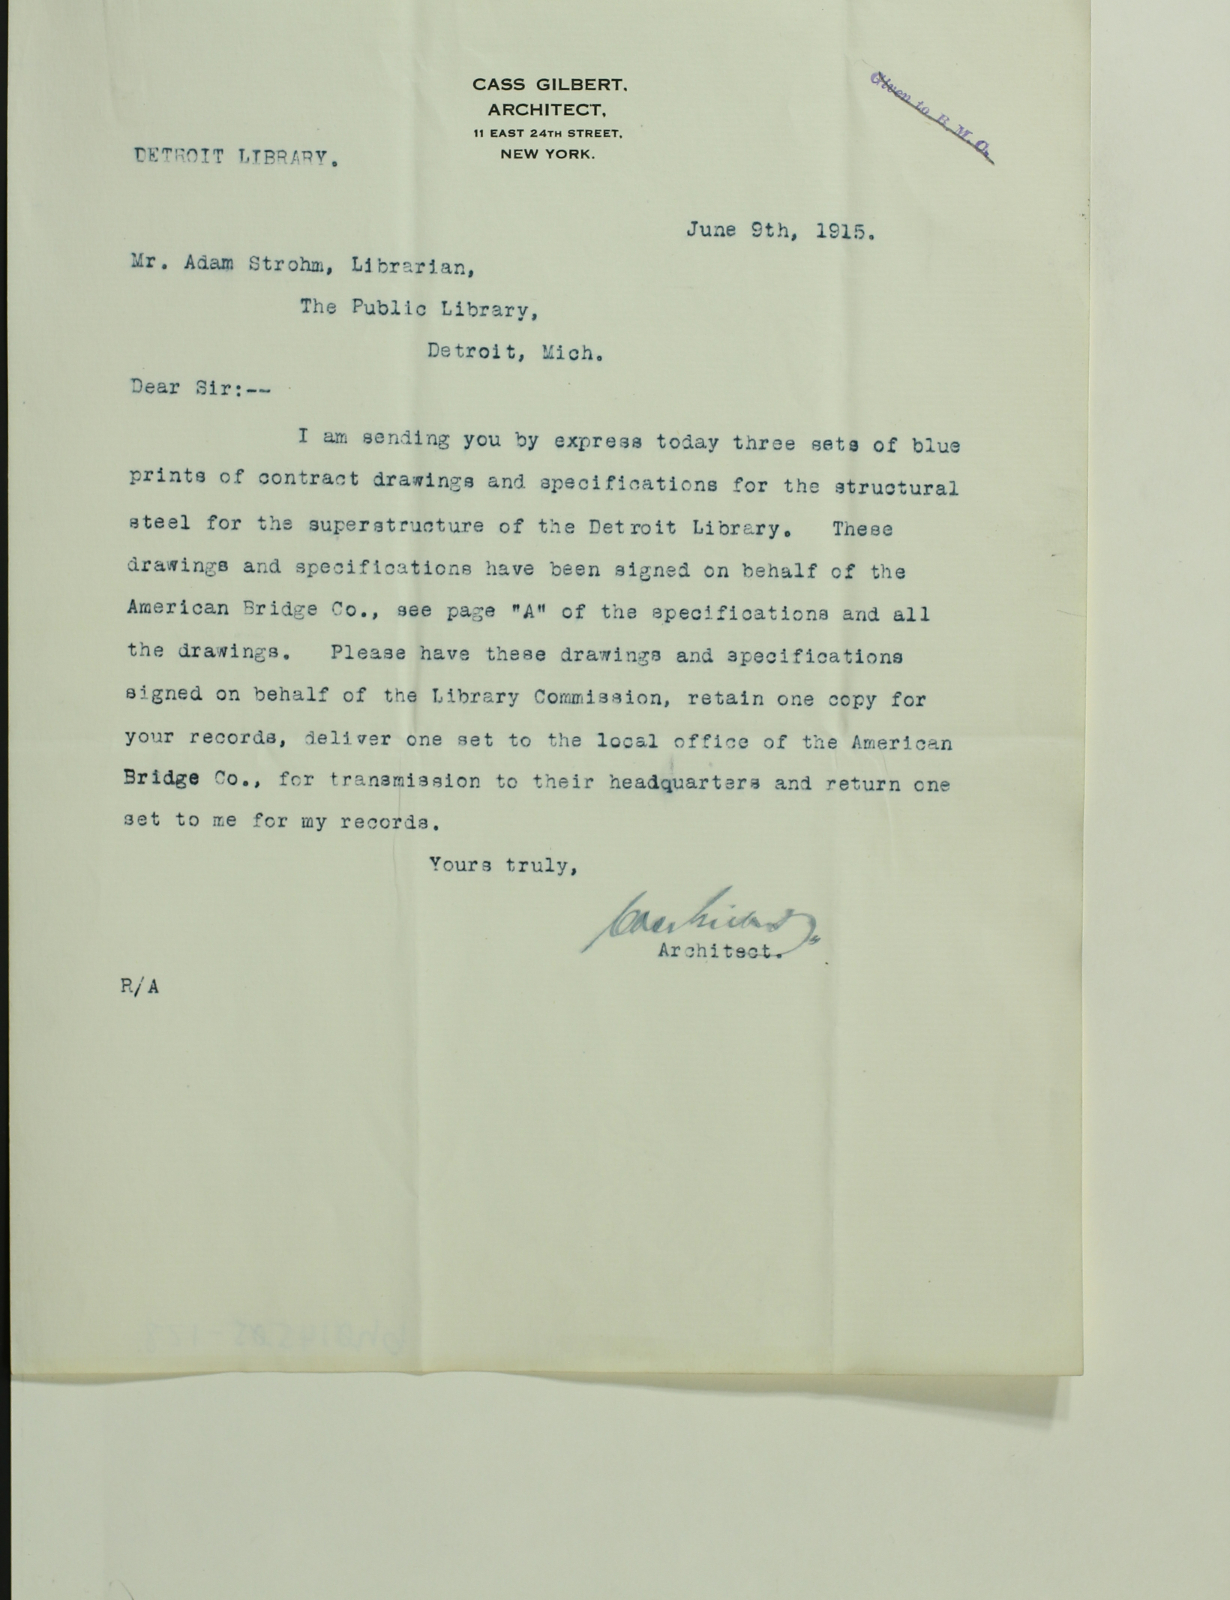 CASS GILBERT.
ARCHITECT,
11 EAST 24TH STREET,
NEW YORK.
Given to B. M. O.
DETROIT LIBRARY.
June 9th, 1915.
Mr. Adam Strohm, Librarian,
The Public Library,
Detroit, Mich.
Dear Sir:--
I am sending you by express today three sets of blue
prints of contract drawings and specifications for the structural
steel for the superstructure of the Detroit Library. These
drawings and specifications have been signed on behalf of the
American Bridge Co., see page "A" of the specifications and all
the drawings. Please have these drawings and specifications
signed on behalf of the Library Commission, retain one copy for
your records, deliver one set to the local office of the American
Bridge Co., for transmission to their headquarters and return one
set to me for my records.
Yours truly,
Cass Gilbert
Architect.
R/A